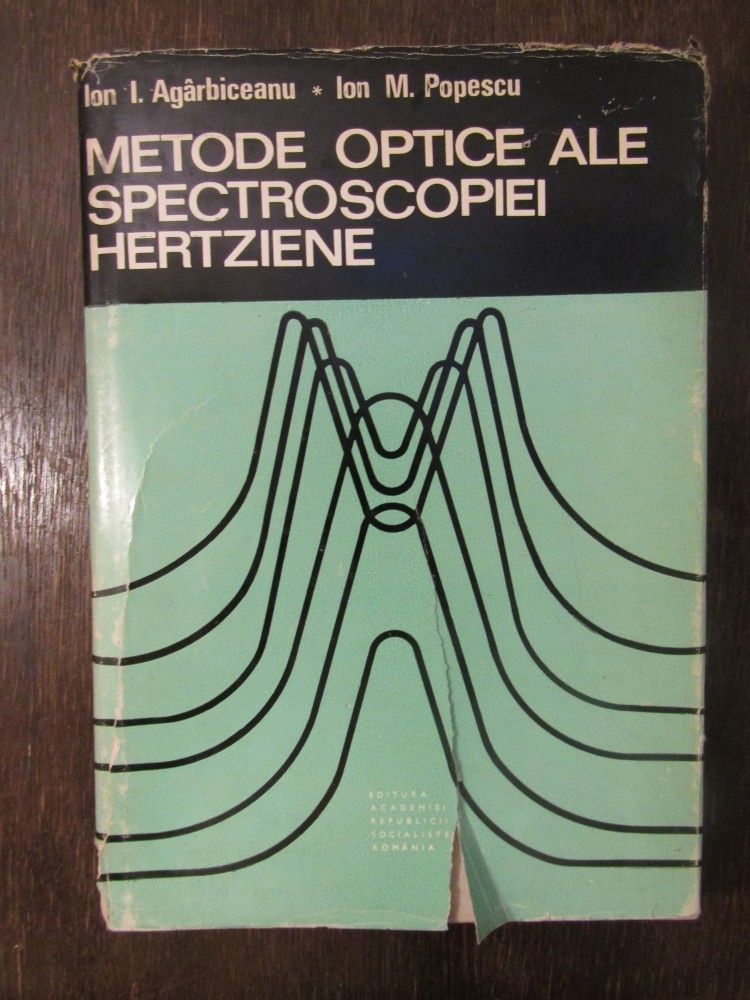 Ion I. Agârbiceanu * Ion M. Popescu
METODE OPTICE ALE
SPECTROSCOPIEI
HERTZIENE
EDITURA
ACADEMIEI
REPUBLICII
SOCIALISTE
ROMÂNIA